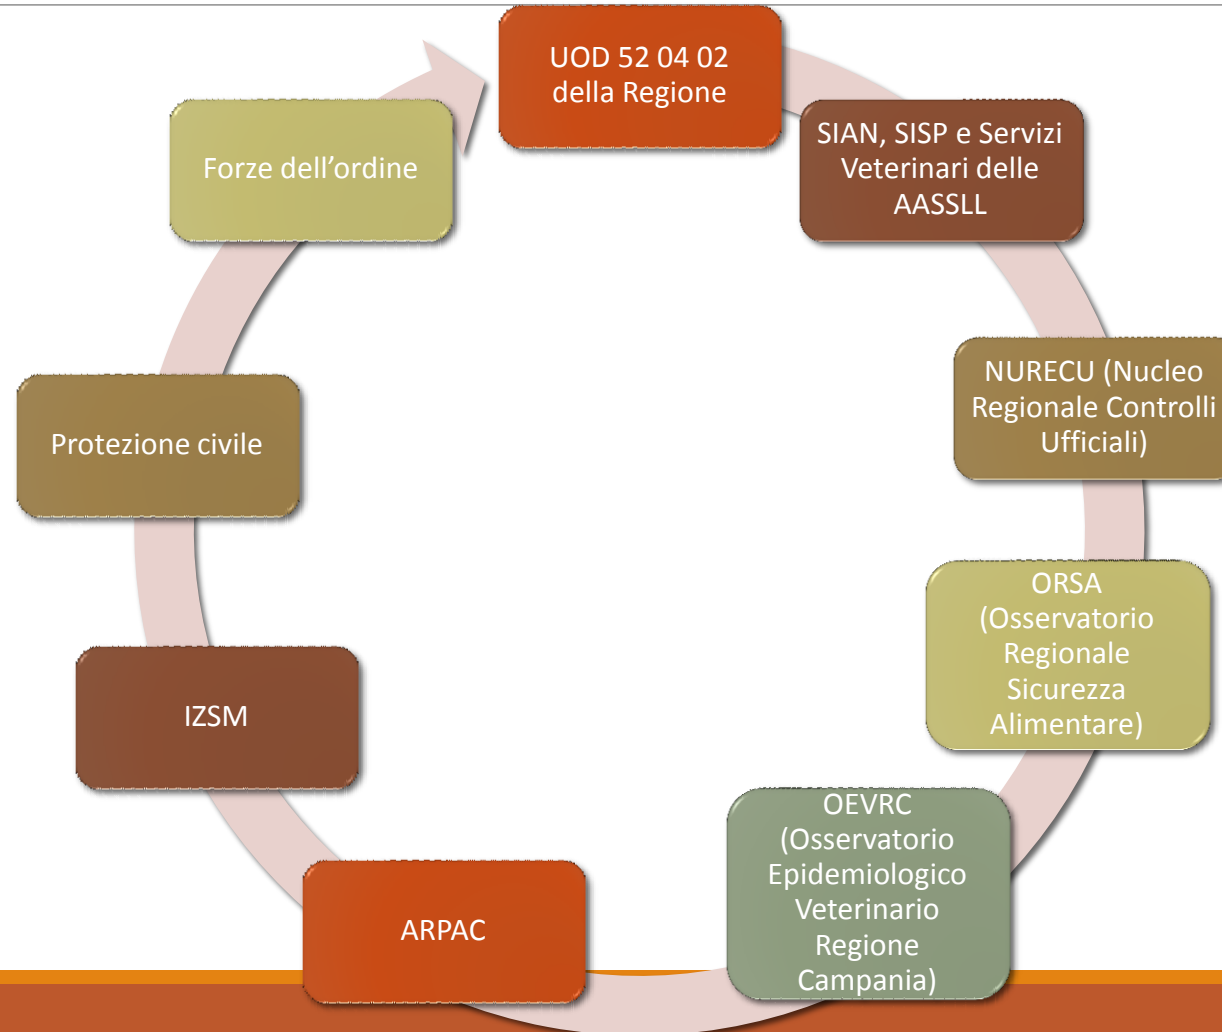 UOD 52 04 02
della Regione
SIAN, SISP e Servizi
Veterinari delle
AASSLL
NURECU (Nucleo
Regionale Controlli
Ufficiali)
ORSA
(Osservatorio
Regionale
Sicurezza
Alimentare)
OEVRC
(Osservatorio
Epidemiologico
Veterinario
Regione
Campania)
ARPAC
IZSM
Protezione civile
Forze dell’ordine